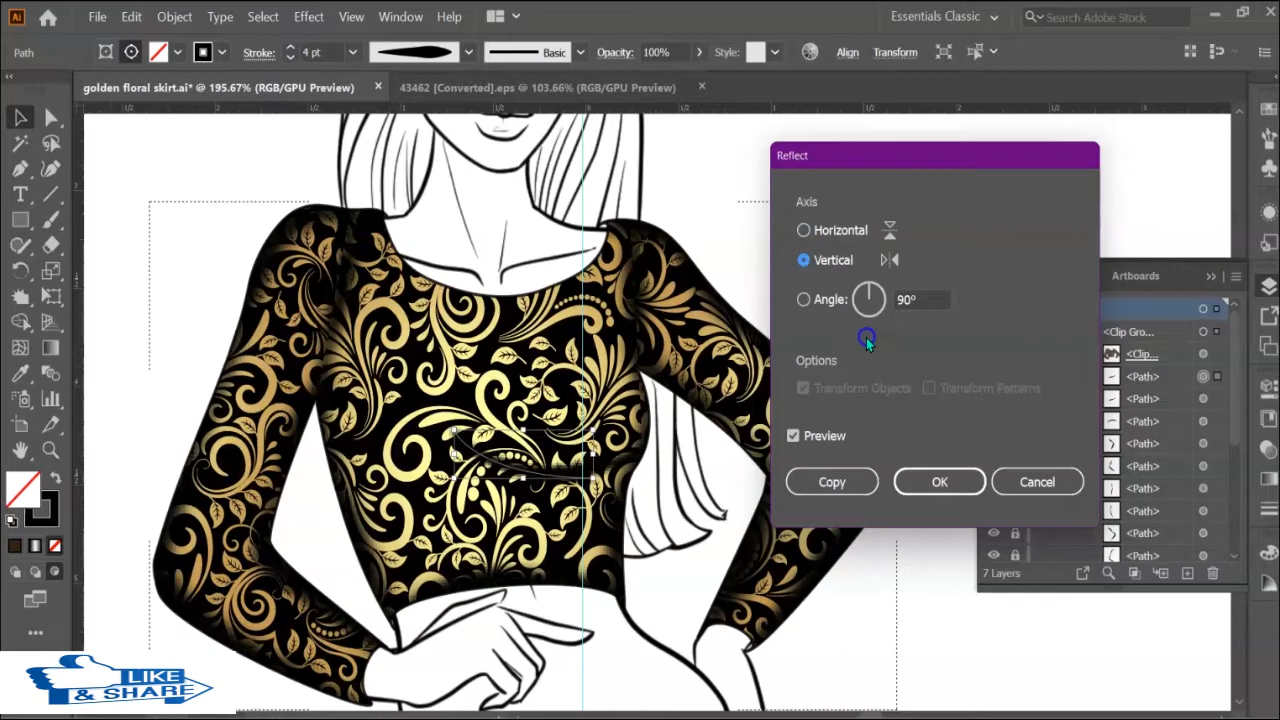 Ai File Edit Object Type Select Effect View Window Help Essentials Classic Search Adobe Stock
Path Stroke: 4 pt Basic Opacity: 100% Style: Align Transform
golden floral skirt.ai* @ 195.67% (RGB/GPU Preview) × 43462 [Converted].eps @ 103.66% (RGB/GPU Preview) ×
Reflect
Axis
Horizontal
Vertical
Angle: 90°
Options
Transform Objects Transform Patterns
Preview
Copy OK Cancel
Artboards
<Clip Gro...
<Clip...
<Path>
<Path>
<Path>
<Path>
<Path>
<Path>
<Path>
<Path>
<Path>
7 Layers
LIKE
& SHARE